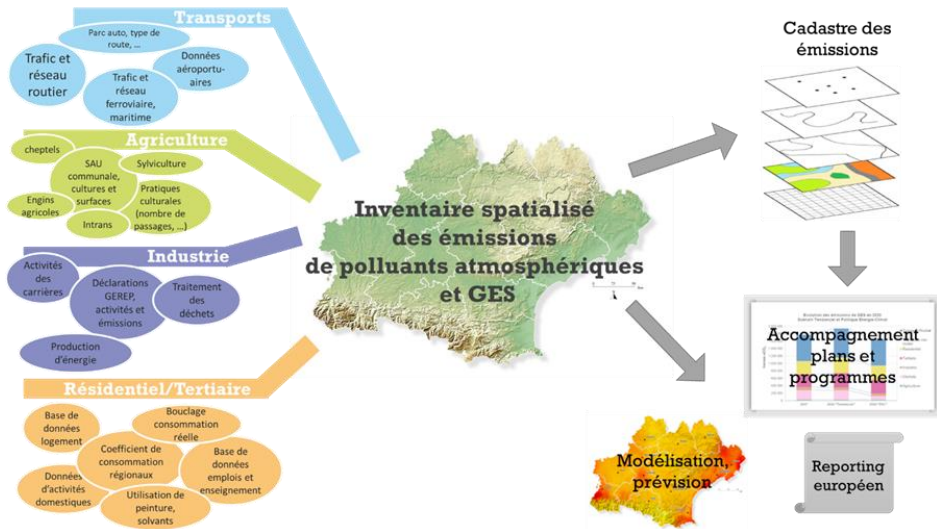 Transports
Parc auto, type de
route, ...
Trafic et
réseau
routier
Trafic et
réseau
ferroviaire,
maritime
Données
aéroportu-
aires
Agriculture
cheptels
SAU
communale,
cultures et
surfaces
Sylviculture
Engins
agricoles
Intrans
Pratiques
culturales
(nombre de
passages, ...)
Industrie
Activités
des
carrières
Déclarations
GEREP,
activités et
émissions
Traitement
des
déchets
Production
d'énergie
Résidentiel/Tertiaire
Base de
données
logement
Bouclage
consommation
réelle
Coefficient de
consommation
régionaux
Base de
données
emplois et
enseignement
Données
d'activités
domestiques
Utilisation de
peinture,
solvants
Inventaire spatialisé
des émissions
de polluants atmosphériques
et GES
Cadastre des
émissions
Accompagnement
plans et
programmes
Modélisation,
prévision
Reporting
européen